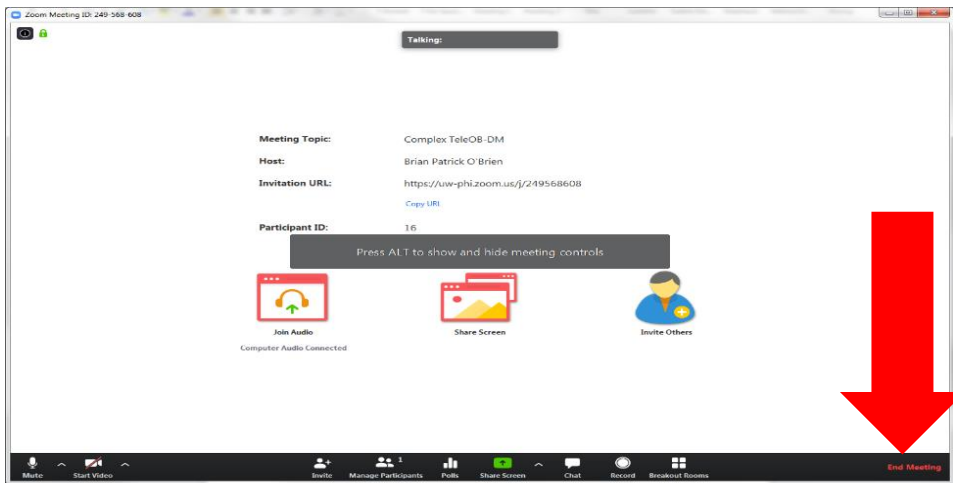 Zoom Meeting ID: 249-568-608
Talking:
Meeting Topic: Complex TeleOB-DM
Host: Brian Patrick O'Brien
Invitation URL: https://uw-phi.zoom.us/j/249568608
Copy URL
Participant ID: 16
Press ALT to show and hide meeting controls
Join Audio Share Screen Invite Others
Computer Audio Connected
1
Mute Start Video Invite Manage Participants Polls Share Screen Chat Record Breakout Rooms End Meeting